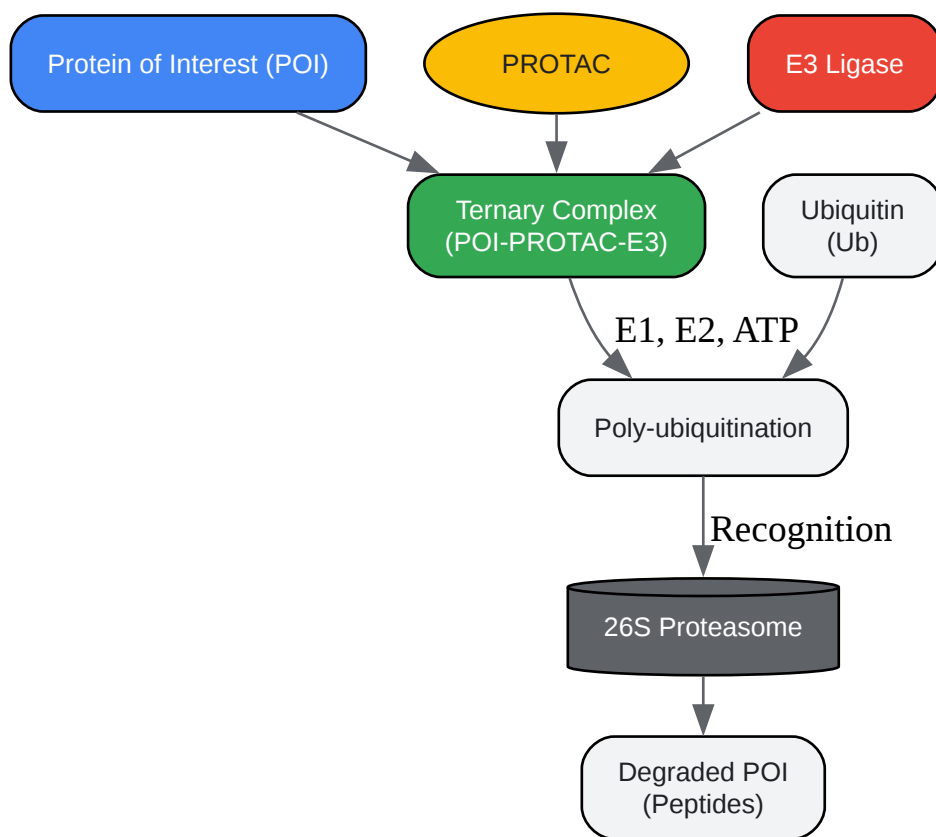 Protein of Interest (POI)
PROTAC
E3 Ligase
Ternary Complex
(POI-PROTAC-E3)
Ubiquitin
(Ub)
E1, E2, ATP
Poly-ubiquitination
Recognition
26S Proteasome
Degraded POI
(Peptides)